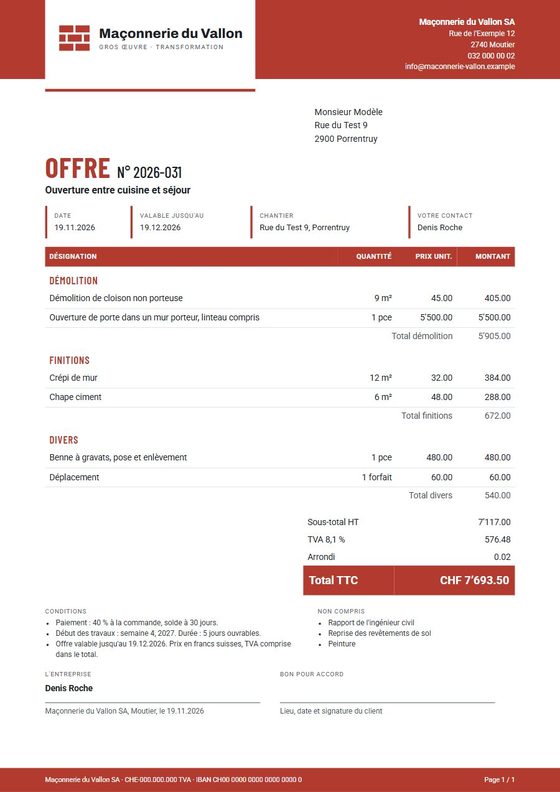 Maçonnerie du Vallon
GROS ŒUVRE · TRANSFORMATION
Maçonnerie du Vallon SA
Rue de l'Exemple 12
2740 Moutier
032 000 00 02
info@maconnerie-vallon.example
Monsieur Modèle
Rue du Test 9
2900 Porrentruy
OFFRE N° 2026-031
Ouverture entre cuisine et séjour
DATE VALABLE JUSQU'AU CHANTIER VOTRE CONTACT
19.11.2026 19.12.2026 Rue du Test 9, Porrentruy Denis Roche
DÉSIGNATION QUANTITÉ PRIX UNIT. MONTANT
DÉMOLITION
Démolition de cloison non porteuse 9 m² 45.00 405.00
Ouverture de porte dans un mur porteur, linteau compris 1 pce 5'500.00 5'500.00
Total démolition 5'905.00
FINITIONS
Crépi de mur 12 m² 32.00 384.00
Chape ciment 6 m² 48.00 288.00
Total finitions 672.00
DIVERS
Benne à gravats, pose et enlèvement 1 pce 480.00 480.00
Déplacement 1 forfait 60.00 60.00
Total divers 540.00
Sous-total HT 7'117.00
TVA 8,1 % 576.48
Arrondi 0.02
Total TTC CHF 7'693.50
CONDITIONS
• Paiement : 40 % à la commande, solde à 30 jours.
• Début des travaux : semaine 4, 2027. Durée : 5 jours ouvrables.
• Offre valable jusqu'au 19.12.2026. Prix en francs suisses, TVA comprise
dans le total.
NON COMPRIS
• Rapport de l'ingénieur civil
• Reprise des revêtements de sol
• Peinture
L'ENTREPRISE
Denis Roche
Maçonnerie du Vallon SA, Moutier, le 19.11.2026
BON POUR ACCORD
Lieu, date et signature du client
Maçonnerie du Vallon SA · CHE-000.000.000 TVA · IBAN CH00 0000 0000 0000 0000 0
Page 1 / 1